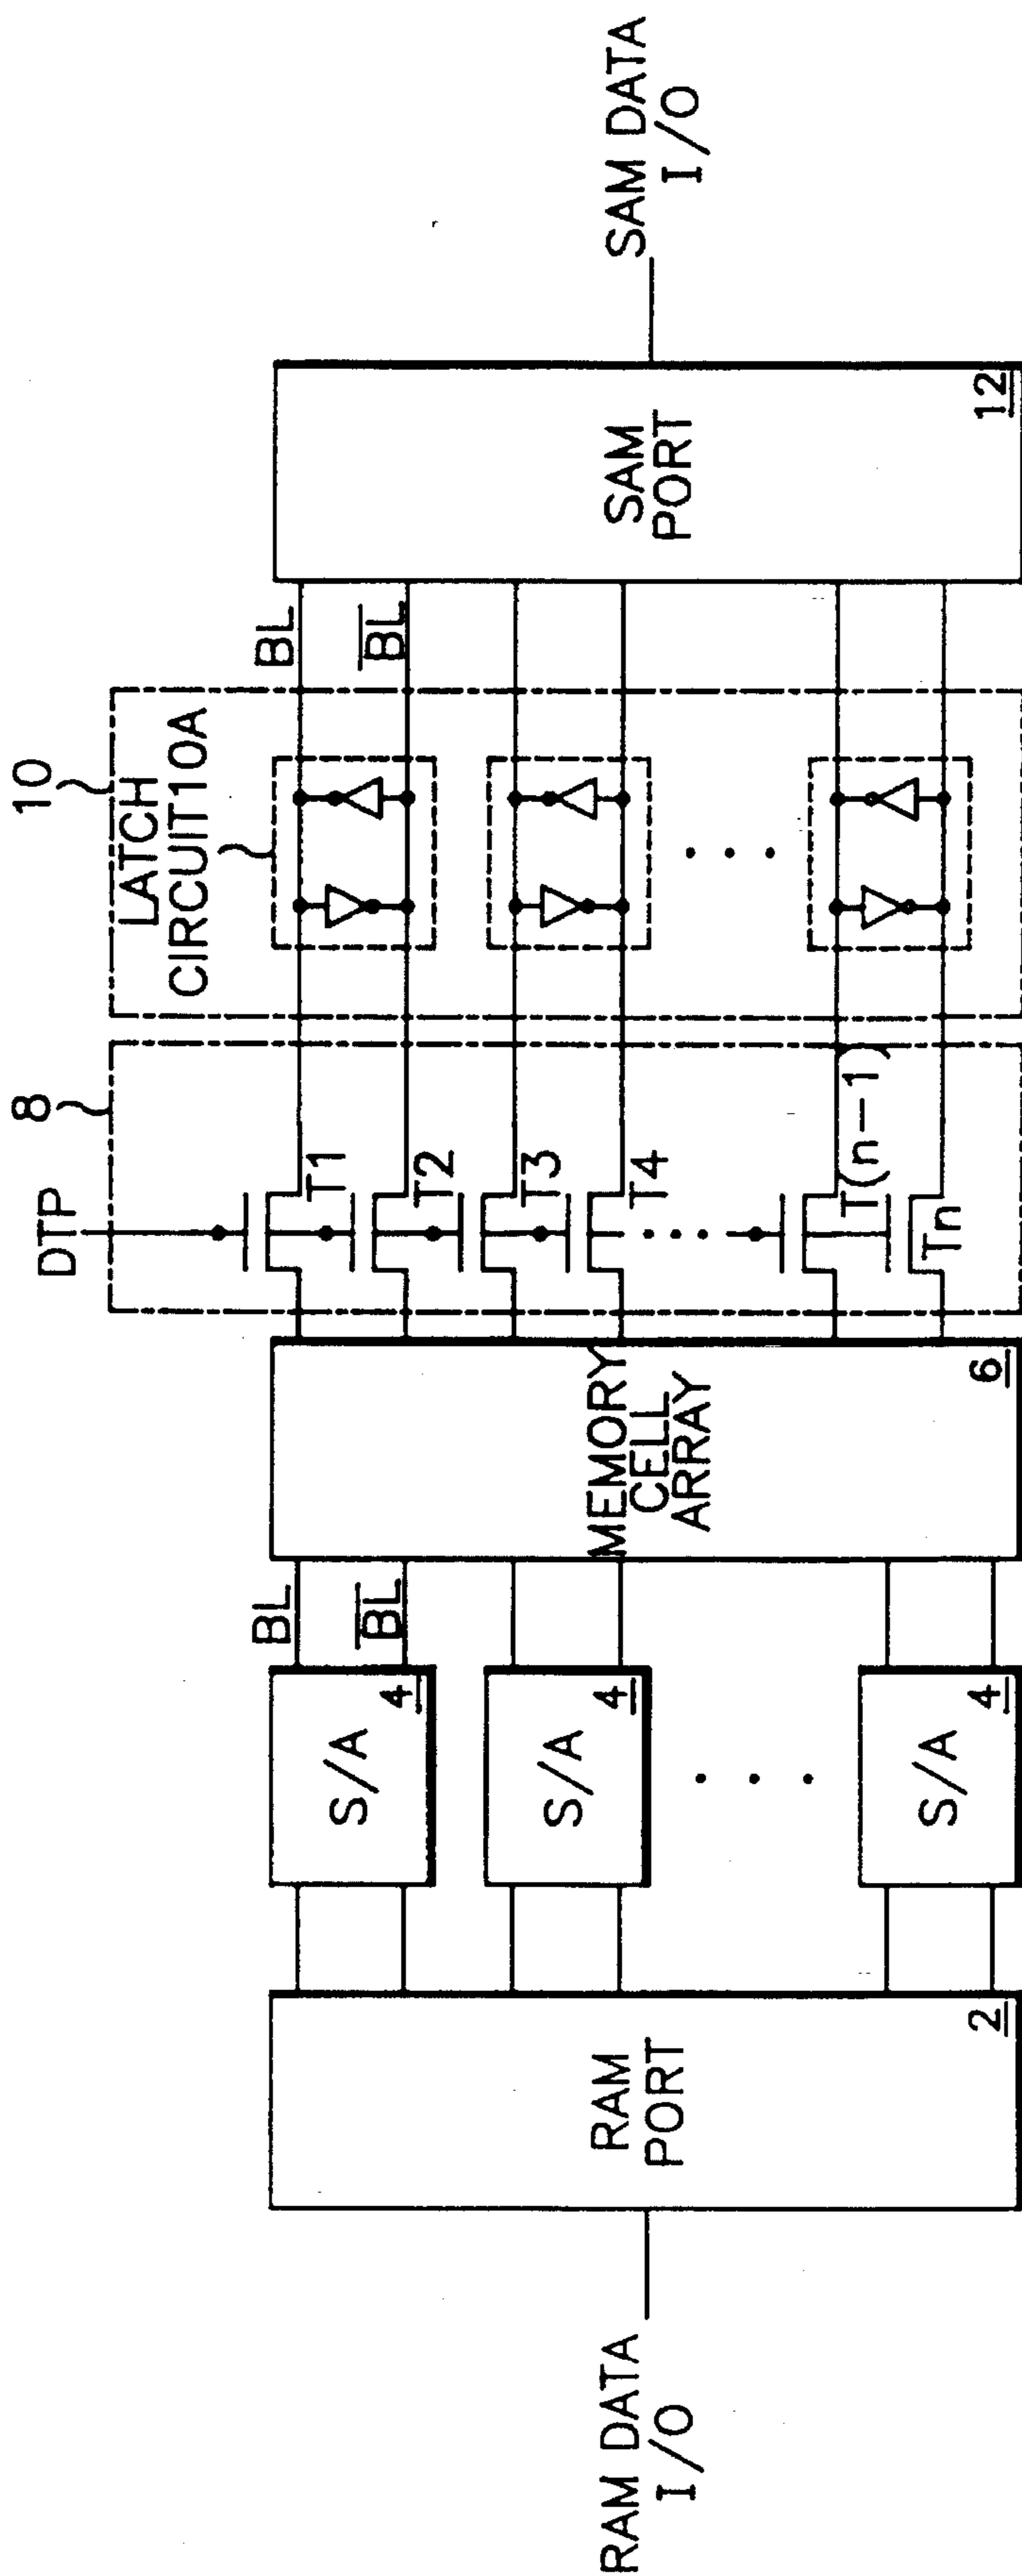 10
8
LATCH
CIRCUIT10A
DTP
BL
BL
BL
BL
T1
T2
T3
T4
T(n-1)
Tn
RAM DATA
I/O
RAM
PORT
2
S/A
4
S/A
4
S/A
4
MEMORY
CELL
ARRAY
6
SAM
PORT
12
SAM DATA
I/O